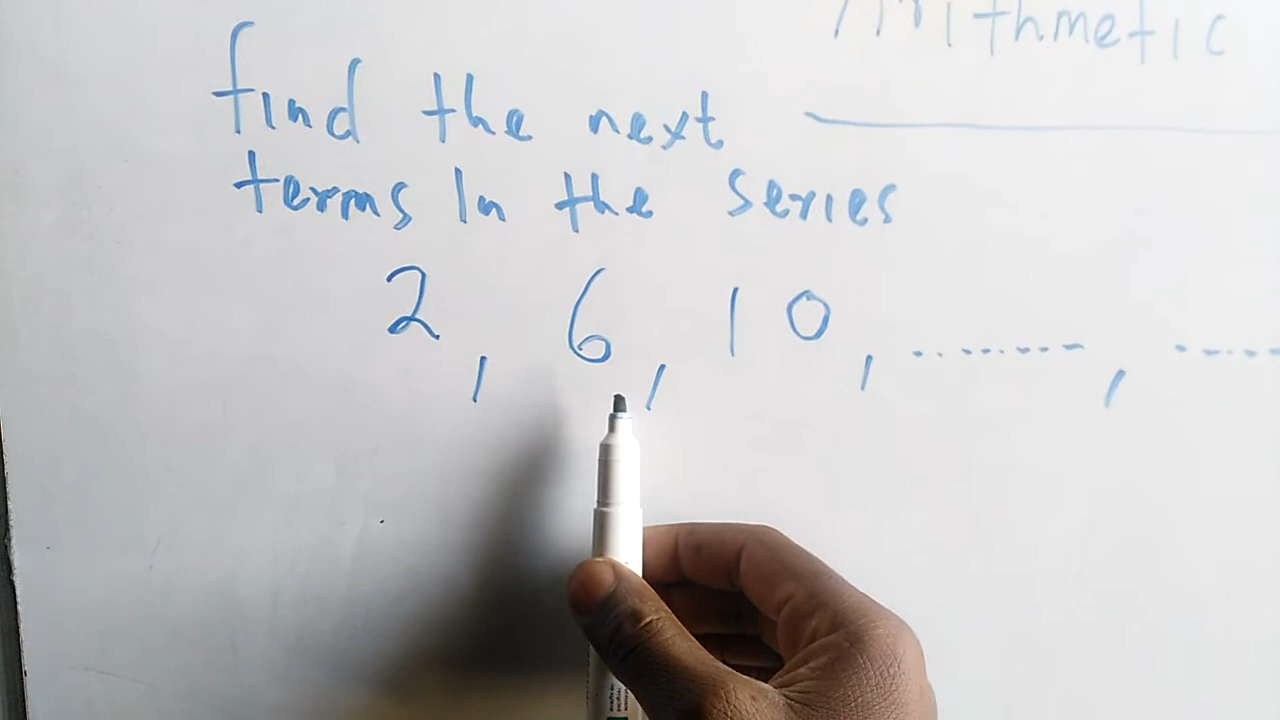 Arithmetic
find the next
terms in the series
2, 6, 10, ........, .....